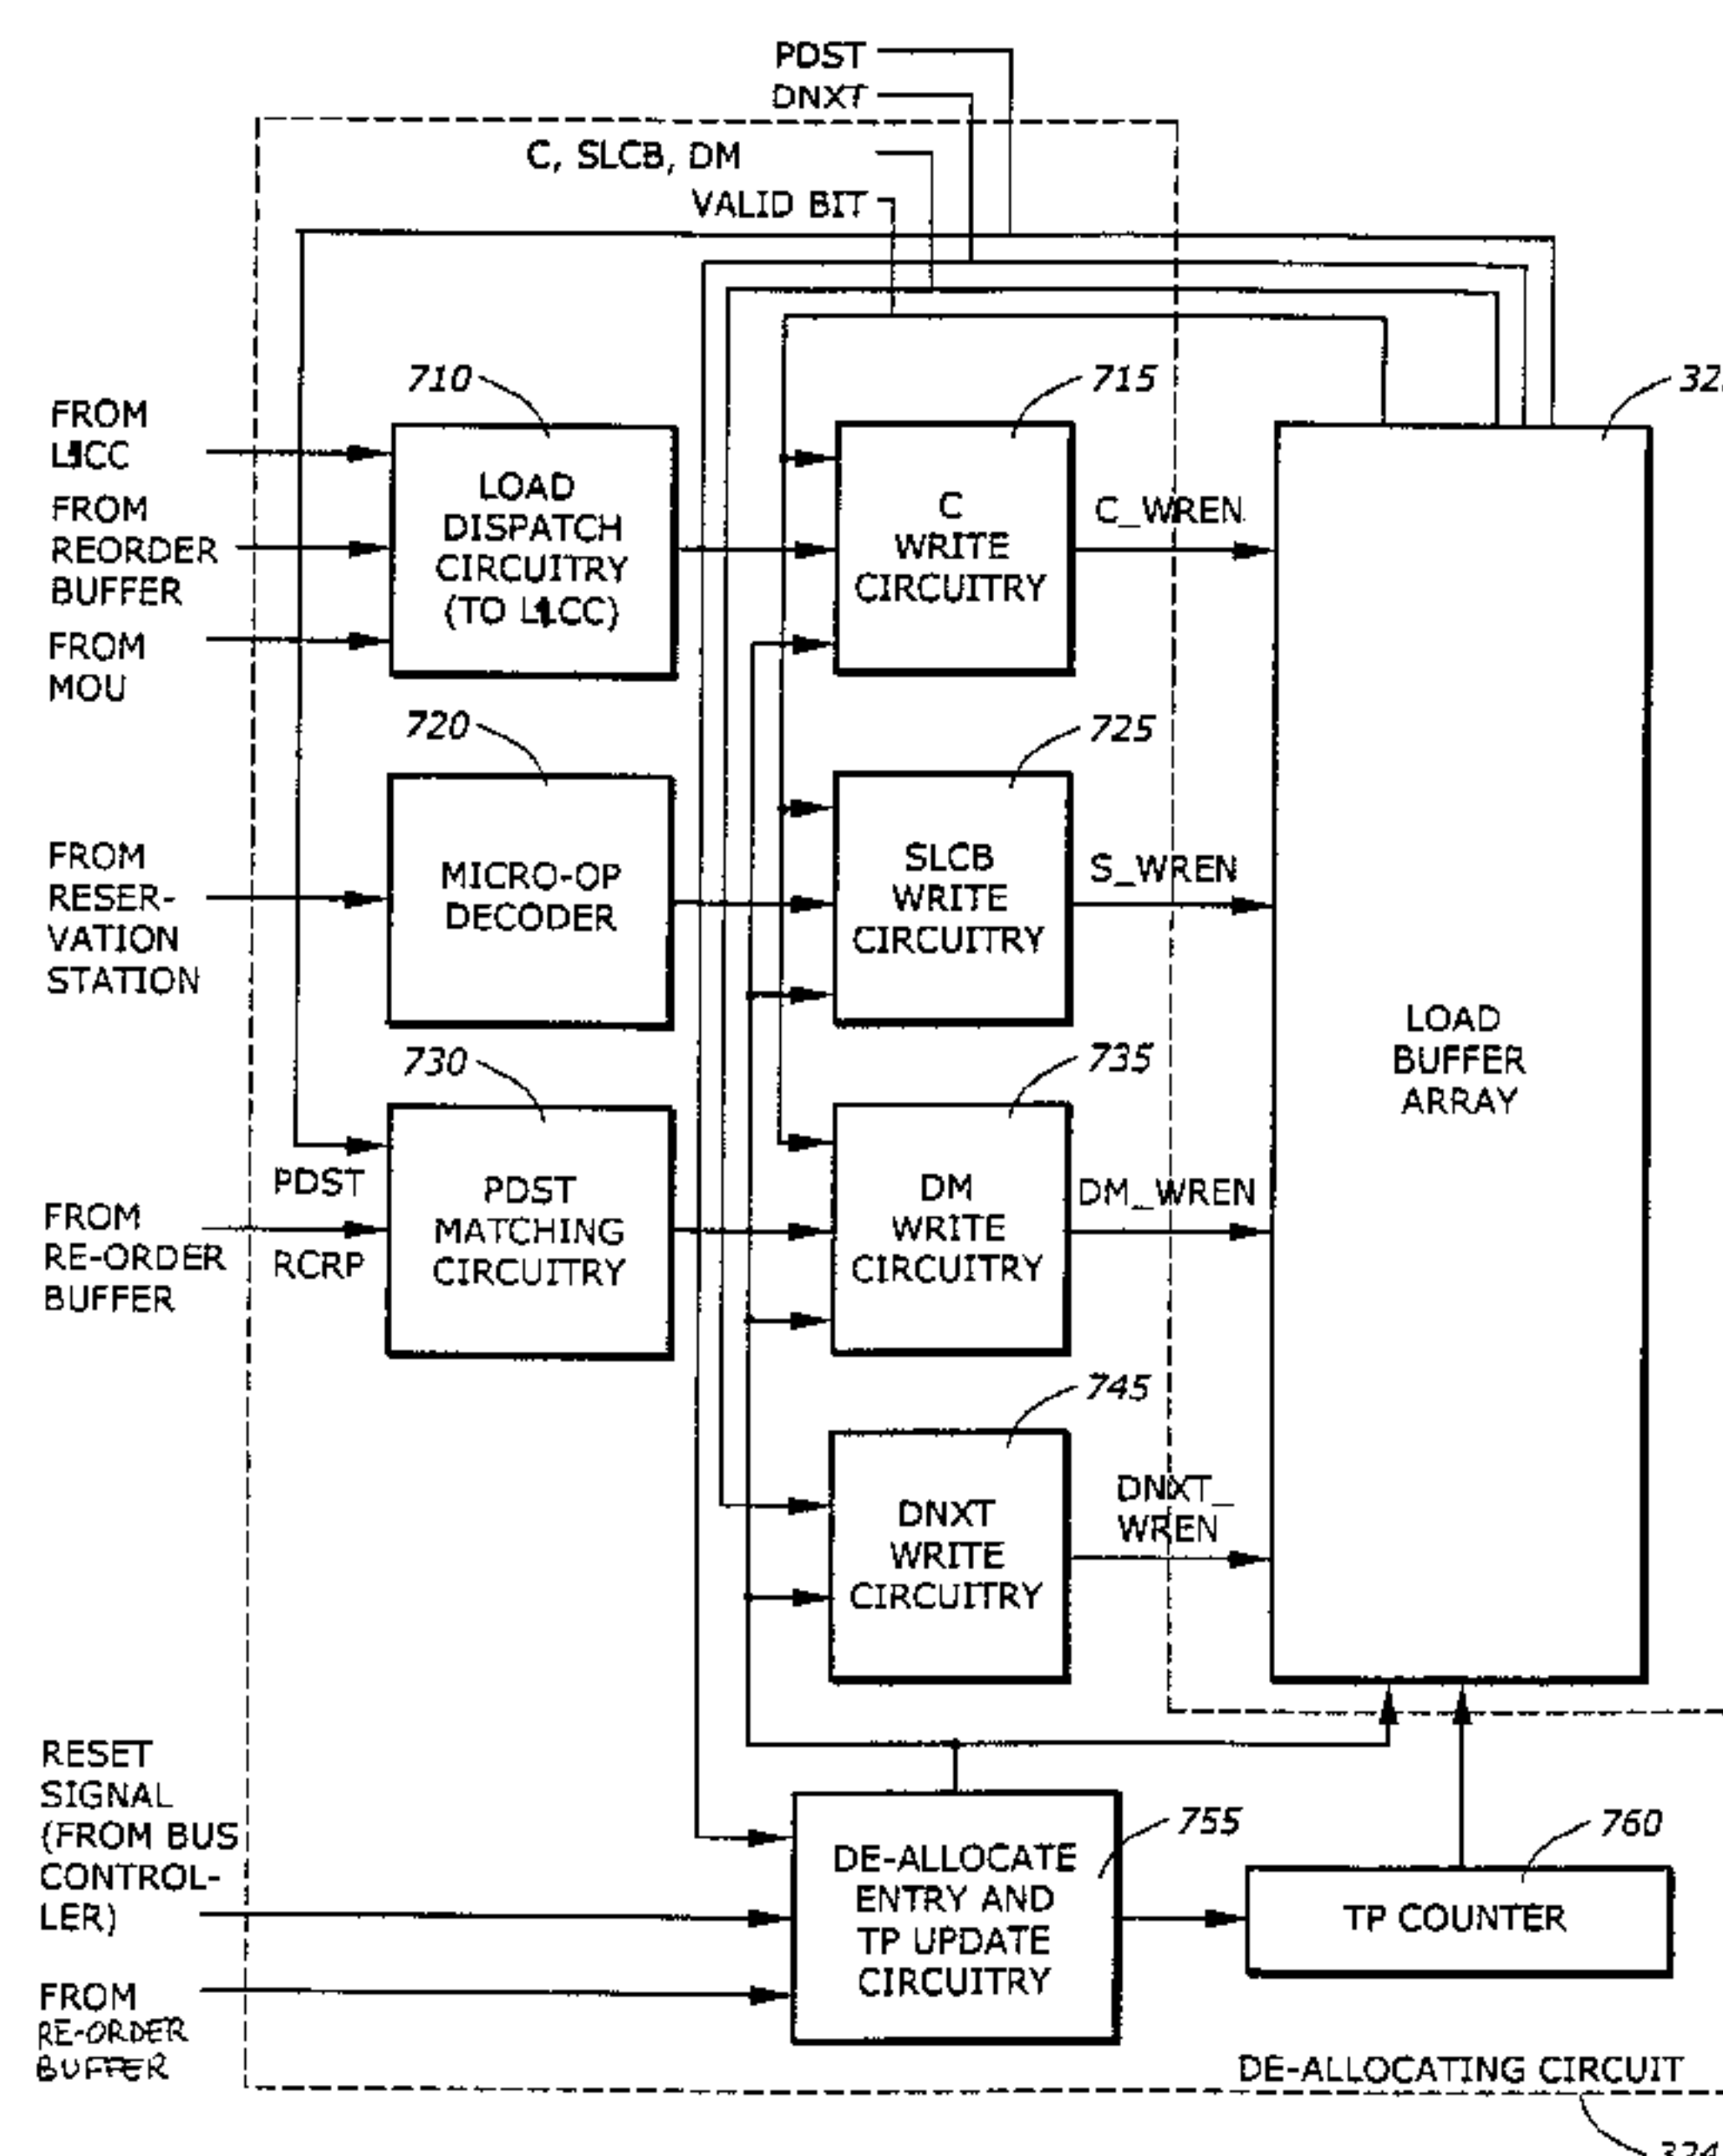 PDST
DNXT
C, SLCB, DM
VALID BIT
710
715
FROM
L1CC
FROM
REORDER
BUFFER
FROM
MOU
LOAD
DISPATCH
CIRCUITRY
(TO L1CC)
C
WRITE
CIRCUITRY
C_WREN
720
725
FROM
RESER-
VATION
STATION
MICRO-OP
DECODER
SLCB
WRITE
CIRCUITRY
S_WREN
LOAD
BUFFER
ARRAY
730
735
PDST
FROM
RE-ORDER
BUFFER
RCRP
PDST
MATCHING
CIRCUITRY
DM
WRITE
CIRCUITRY
DM_WREN
745
DNXT
WRITE
CIRCUITRY
DNXT_
WREN
RESET
SIGNAL
(FROM BUS
CONTROL-
LER)
755
760
DE-ALLOCATE
ENTRY AND
TP UPDATE
CIRCUITRY
TP COUNTER
FROM
RE-ORDER
BUFFER
DE-ALLOCATING CIRCUIT
324